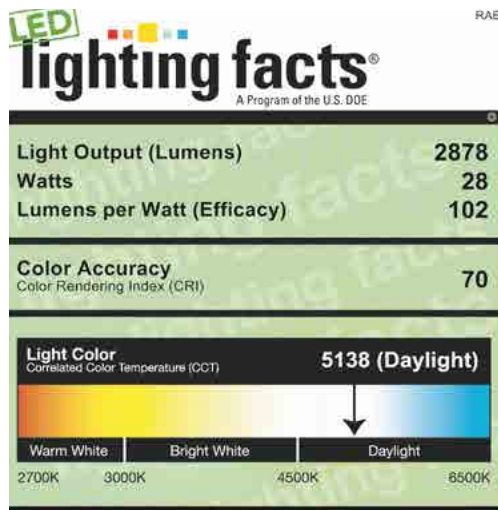 LED
RAB
lighting facts®
A Program of the U.S. DOE
Light Output (Lumens) 2878
Watts 28
Lumens per Watt (Efficacy) 102
Color Accuracy
Color Rendering Index (CRI) 70
Light Color
Correlated Color Temperature (CCT) 5138 (Daylight)
Warm White Bright White Daylight
2700K 3000K 4500K 6500K